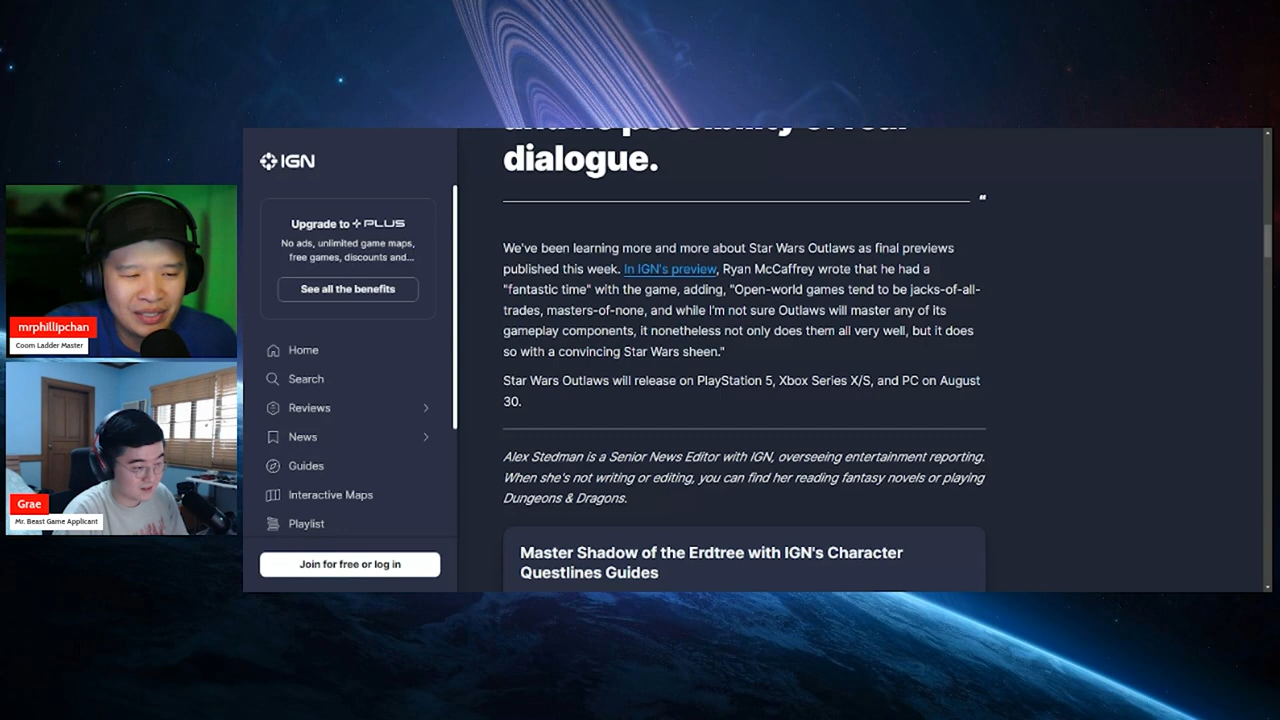 dialogue.
IGN
Upgrade to PLUS
No ads, unlimited game maps,
free games, discounts and...
See all the benefits
Home
Search
Reviews
News
Guides
Interactive Maps
Playlist
Join for free or log in
"
We've been learning more and more about Star Wars Outlaws as final previews
published this week. In IGN's preview, Ryan McCaffrey wrote that he had a
"fantastic time" with the game, adding, "Open-world games tend to be jacks-of-all-
trades, masters-of-none, and while I'm not sure Outlaws will master any of its
gameplay components, it nonetheless not only does them all very well, but it does
so with a convincing Star Wars sheen."
Star Wars Outlaws will release on PlayStation 5, Xbox Series X/S, and PC on August
30.
Alex Stedman is a Senior News Editor with IGN, overseeing entertainment reporting.
When she's not writing or editing, you can find her reading fantasy novels or playing
Dungeons & Dragons.
Master Shadow of the Erdtree with IGN's Character
Questlines Guides
mrphillipchan
Coom Ladder Master
Grae
Mr. Beast Game Applicant